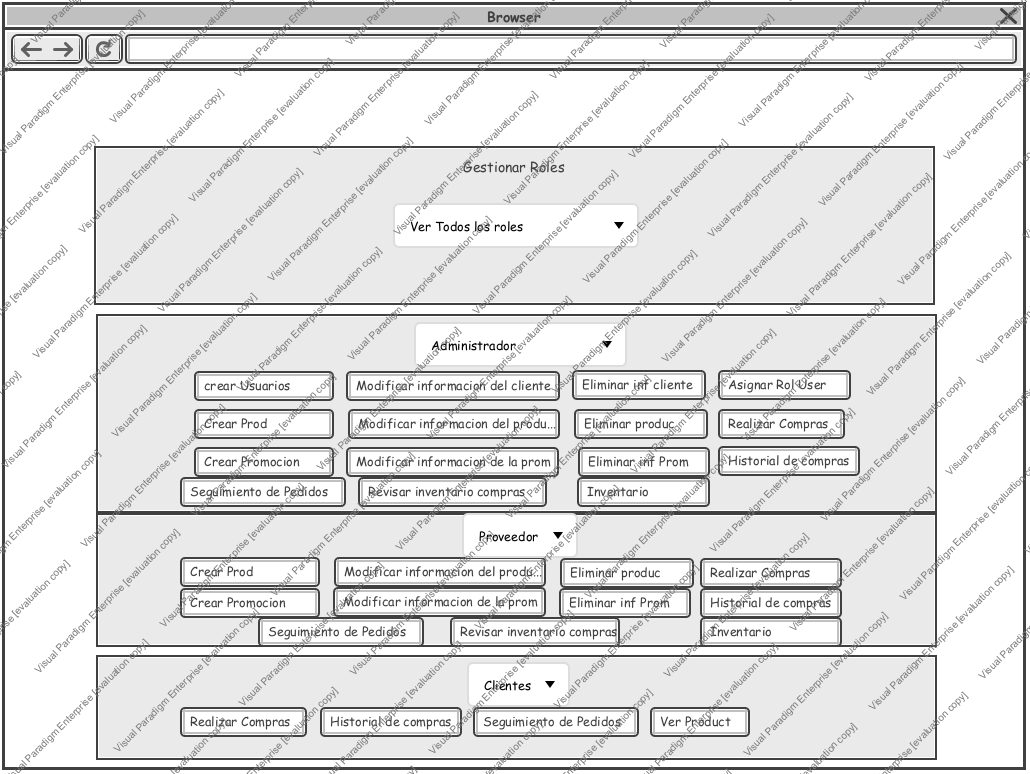 Browser
Gestionar Roles
Ver Todos los roles
Administrador
crear Usuarios
Modificar informacion del cliente
Eliminar inf cliente
Asignar Rol User
Crear Prod
Modificar informacion del produ...
Eliminar produc
Realizar Compras
Crear Promocion
Modificar informacion de la prom
Eliminar inf Prom
Historial de compras
Seguimiento de Pedidos
Revisar inventario compras
Inventario
Proveedor
Crear Prod
Modificar informacion del produ...
Eliminar produc
Realizar Compras
Crear Promocion
Modificar informacion de la prom
Eliminar inf Prom
Historial de compras
Seguimiento de Pedidos
Revisar inventario compras
Inventario
Clientes
Realizar Compras
Historial de compras
Seguimiento de Pedidos
Ver Product
Visual Paradigm Enterprise [evaluation copy]